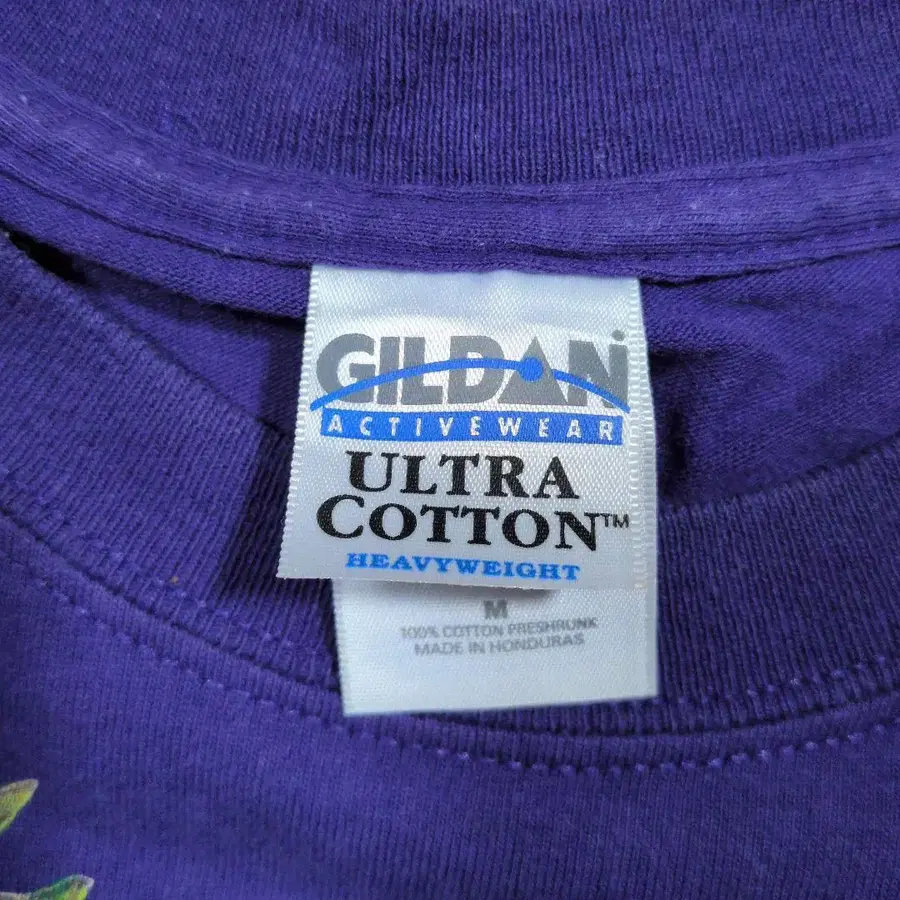 GILDAN
ACTIVEWEAR
ULTRA
COTTON™
HEAVYWEIGHT
M
100% COTTON PRESHRUNK
MADE IN HONDURAS